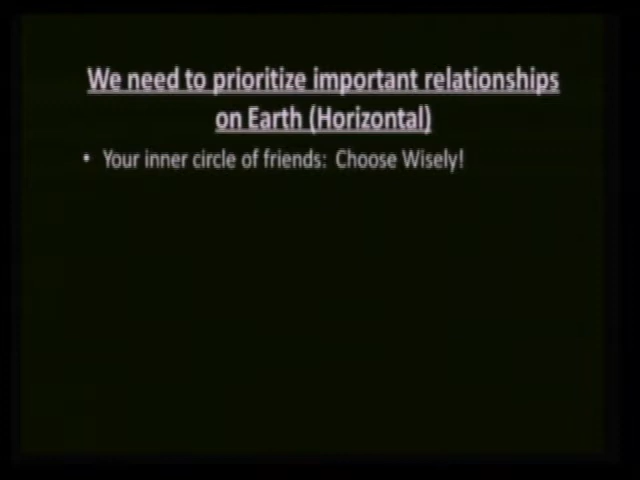 We need to prioritize important relationships
on Earth (Horizontal)
• Your inner circle of friends:  Choose Wisely!